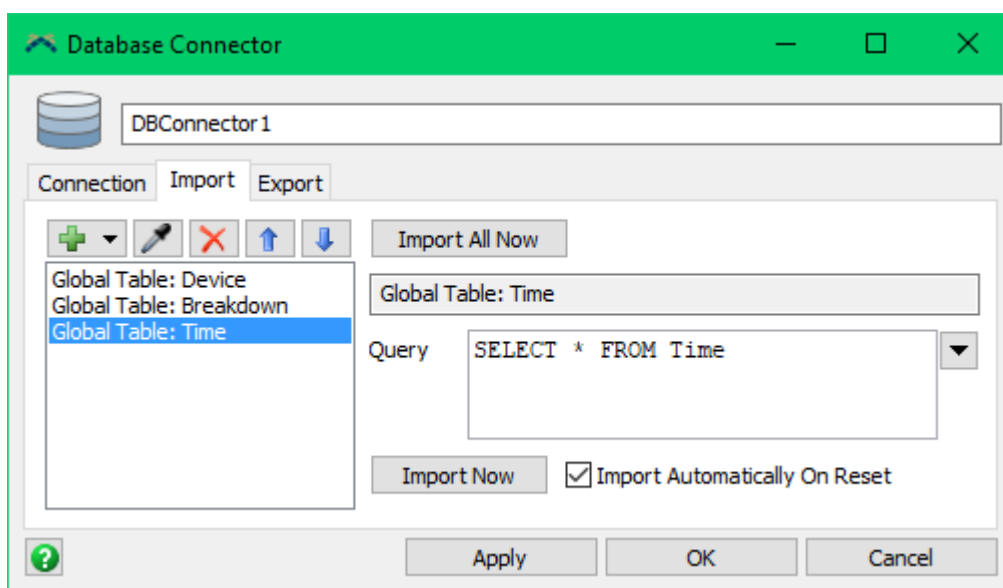 Database Connector
DBConnector1
Connection Import Export
Import All Now
Global Table: Device
Global Table: Breakdown
Global Table: Time
Global Table: Time
Query SELECT * FROM Time
Import Now Import Automatically On Reset
? Apply OK Cancel